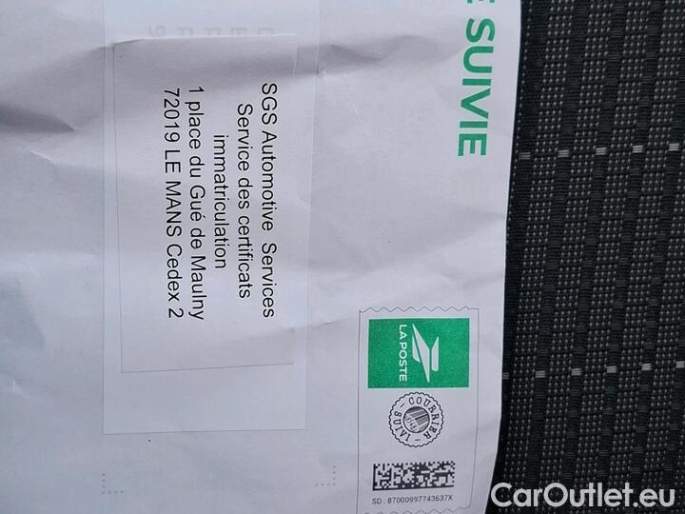 E SUIVIE
SGS Automotive Services
Service des certificats
immatriculation
1 place du Gué de Maulny
72019 LE MANS Cedex 2
LA POSTE
COURRIER
SUIVI
SD: 87000997743637X
CarOutlet.eu